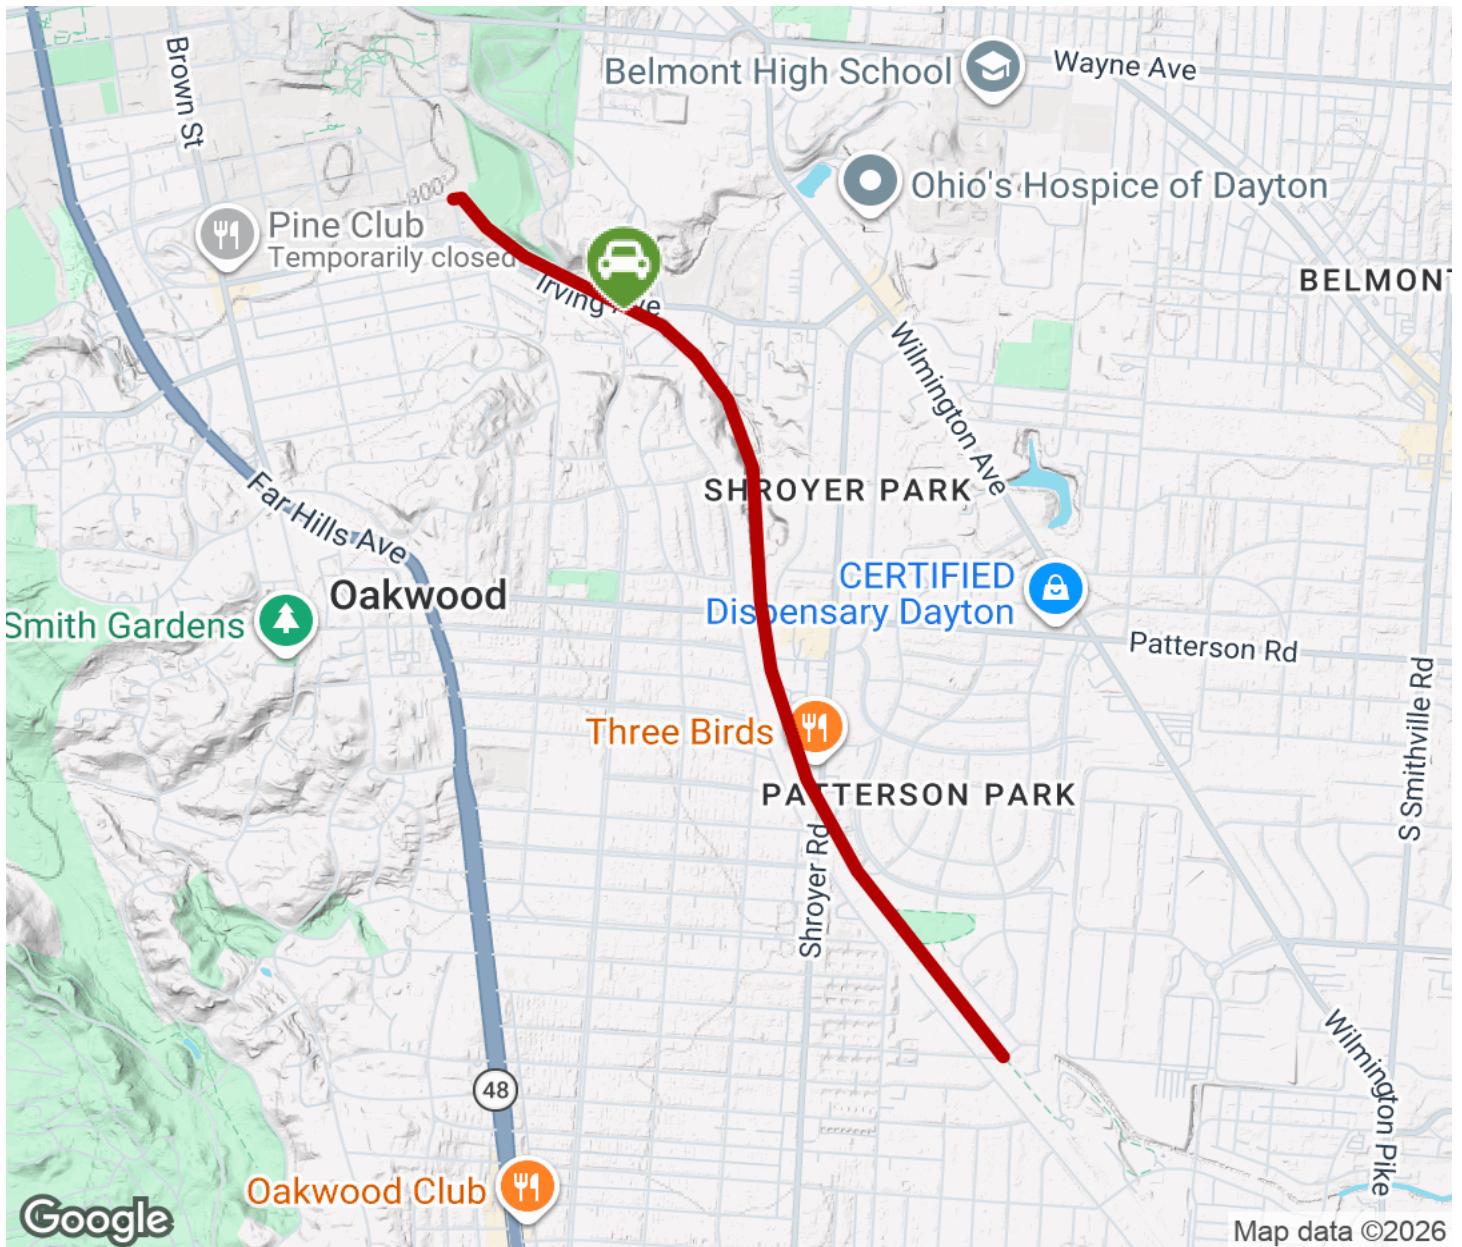 Brown St
Belmont High School
Wayne Ave
Ohio's Hospice of Dayton
Pine Club
Temporarily closed
BELMONT
Wilmington Ave
SHROYER PARK
Far Hills Ave
CERTIFIED
Dispensary Dayton
Oakwood
Smith Gardens
Patterson Rd
S Smithville Rd
Three Birds
PATTERSON PARK
Shroyer Rd
Wilmington Pike
48
Oakwood Club
Google
Map data ©2026